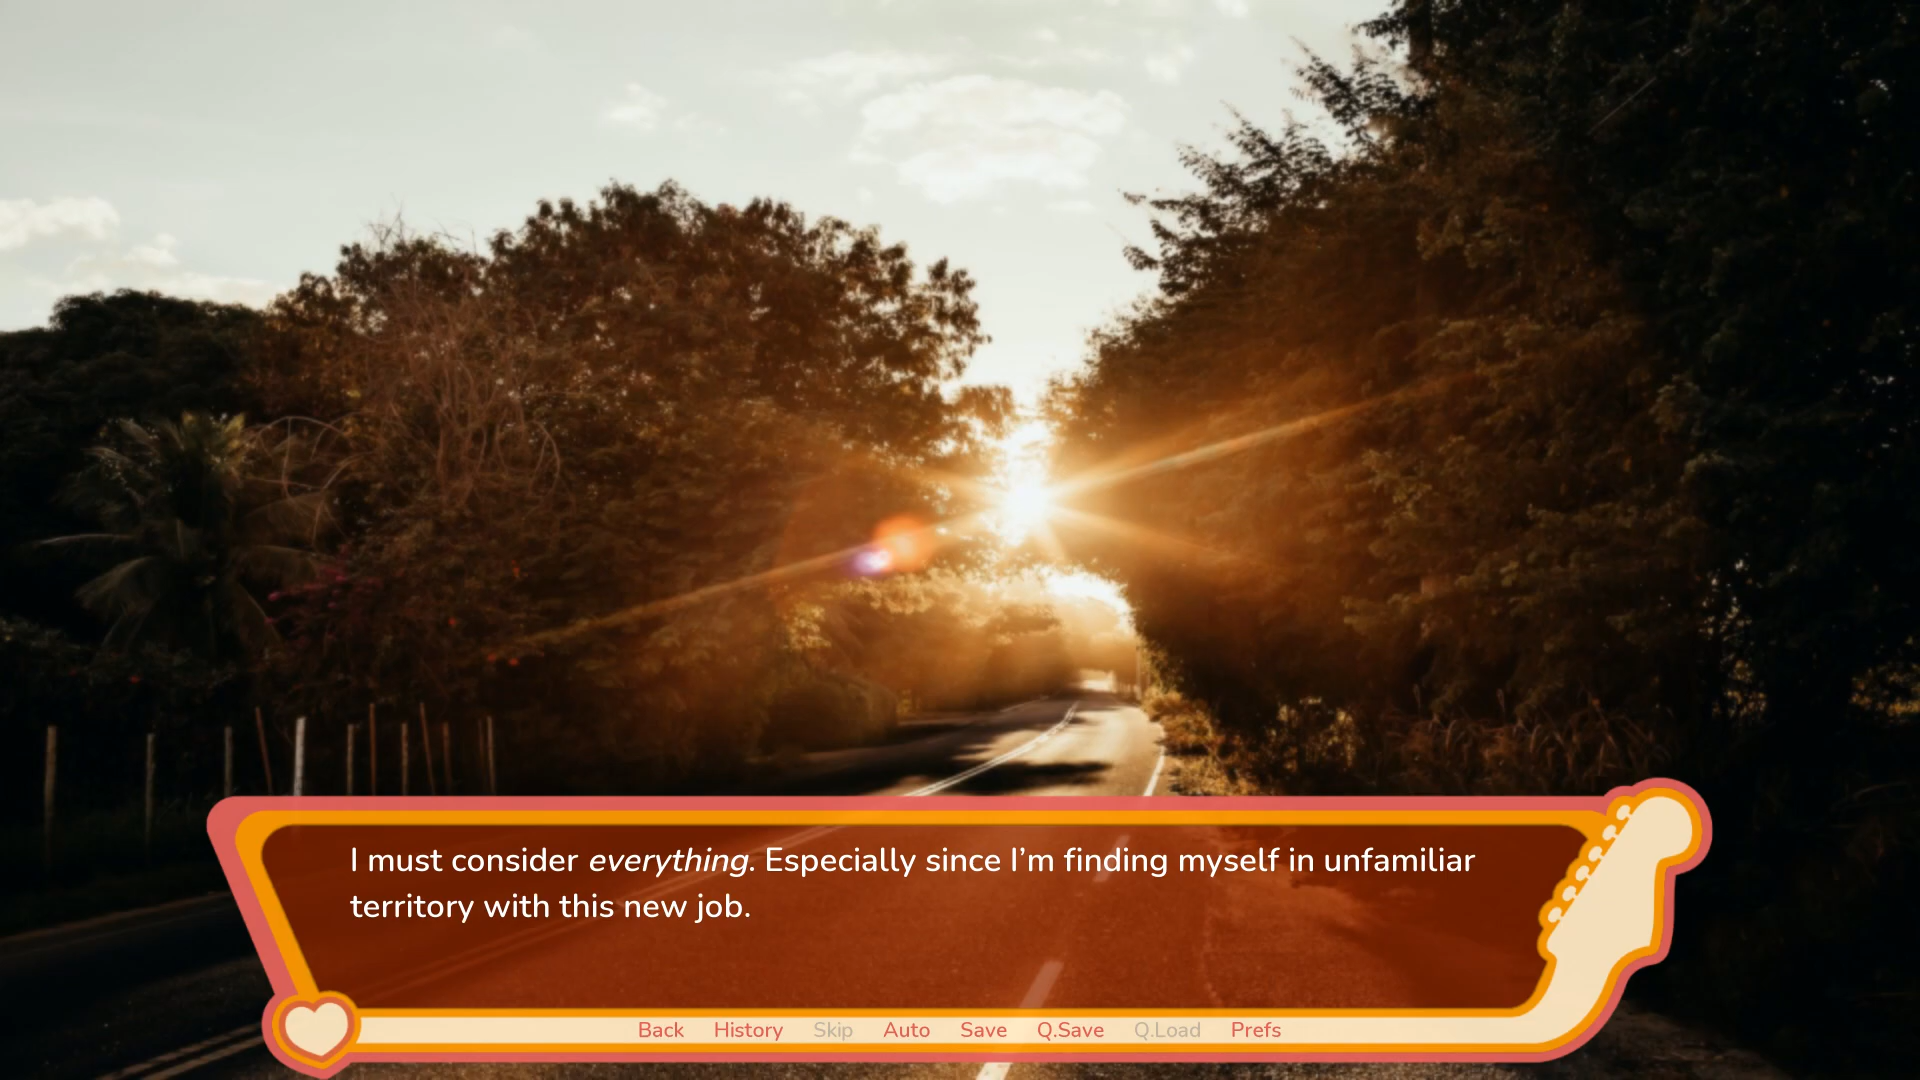 I must consider everything. Especially since I’m finding myself in unfamiliar
territory with this new job.
Back History Skip Auto Save Q.Save Q.Load Prefs